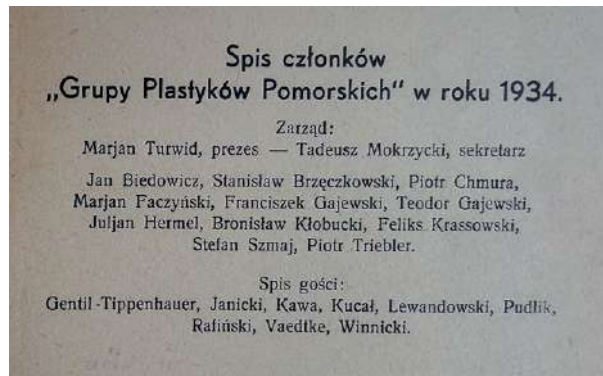 Spis członków
„Grupy Plastyków Pomorskich“ w roku 1934.
Zarząd:
Marjan Turwid, prezes — Tadeusz Mokrzycki, sekretarz
Jan Biedowicz, Stanisław Brzęczkowski, Piotr Chmura,
Marjan Faczyński, Franciszek Gajewski, Teodor Gajewski,
Juljan Hermel, Bronisław Kłobucki, Feliks Krassowski,
Stefan Szmaj, Piotr Triebler.
Spis gości:
Gentil-Tippenhauer, Janicki, Kawa, Kucał, Lewandowski, Pudlik,
Rafiński, Vaedtke, Winnicki.